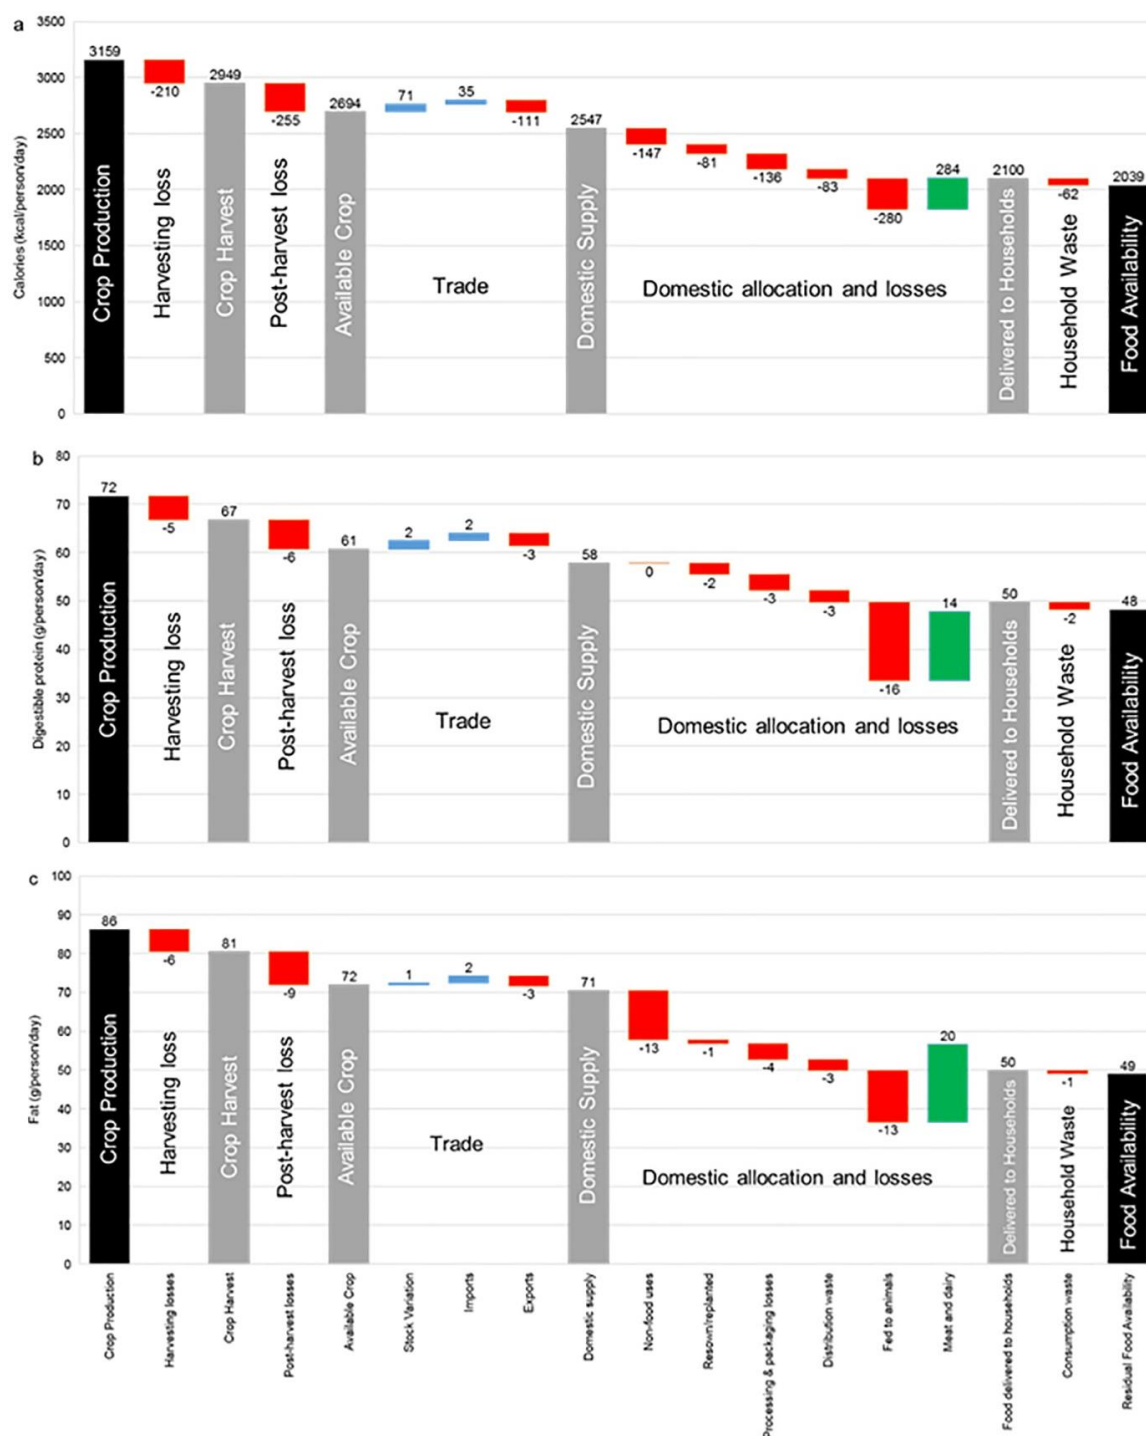 a
3500
3000
2500
2000
1500
1000
500
0
Calories (kcal/person/day)
3159
-210
2949
-255
2694
71
35
-111
2547
-147
-81
-136
-83
-280
284
2100
-62
2039
Crop Production
Harvesting loss
Crop Harvest
Post-harvest loss
Available Crop
Trade
Domestic Supply
Domestic allocation and losses
Delivered to Households
Household Waste
Food Availability
b
80
70
60
50
40
30
20
10
0
Digestible protein (g/person/day)
72
-5
67
-6
61
2
2
-3
58
0
-2
-3
-3
-16
14
50
-2
48
Crop Production
Harvesting loss
Crop Harvest
Post-harvest loss
Available Crop
Trade
Domestic Supply
Domestic allocation and losses
Delivered to Households
Household Waste
Food Availability
c
100
90
80
70
60
50
40
30
20
10
0
Fat (g/person/day)
86
-6
81
-9
72
1
2
-3
71
-13
-1
-4
-3
-13
20
50
-1
49
Crop Production
Harvesting loss
Crop Harvest
Post-harvest loss
Available Crop
Trade
Domestic Supply
Domestic allocation and losses
Delivered to Households
Household Waste
Food Availability
Crop Production
Harvesting losses
Crop Harvest
Post-harvest losses
Available Crop
Stock Variation
Imports
Exports
Domestic supply
Non-food uses
Resown/replanted
Processing & packaging losses
Distribution waste
Fed to animals
Meat and dairy
Food delivered to households
Consumption waste
Residual Food Availability